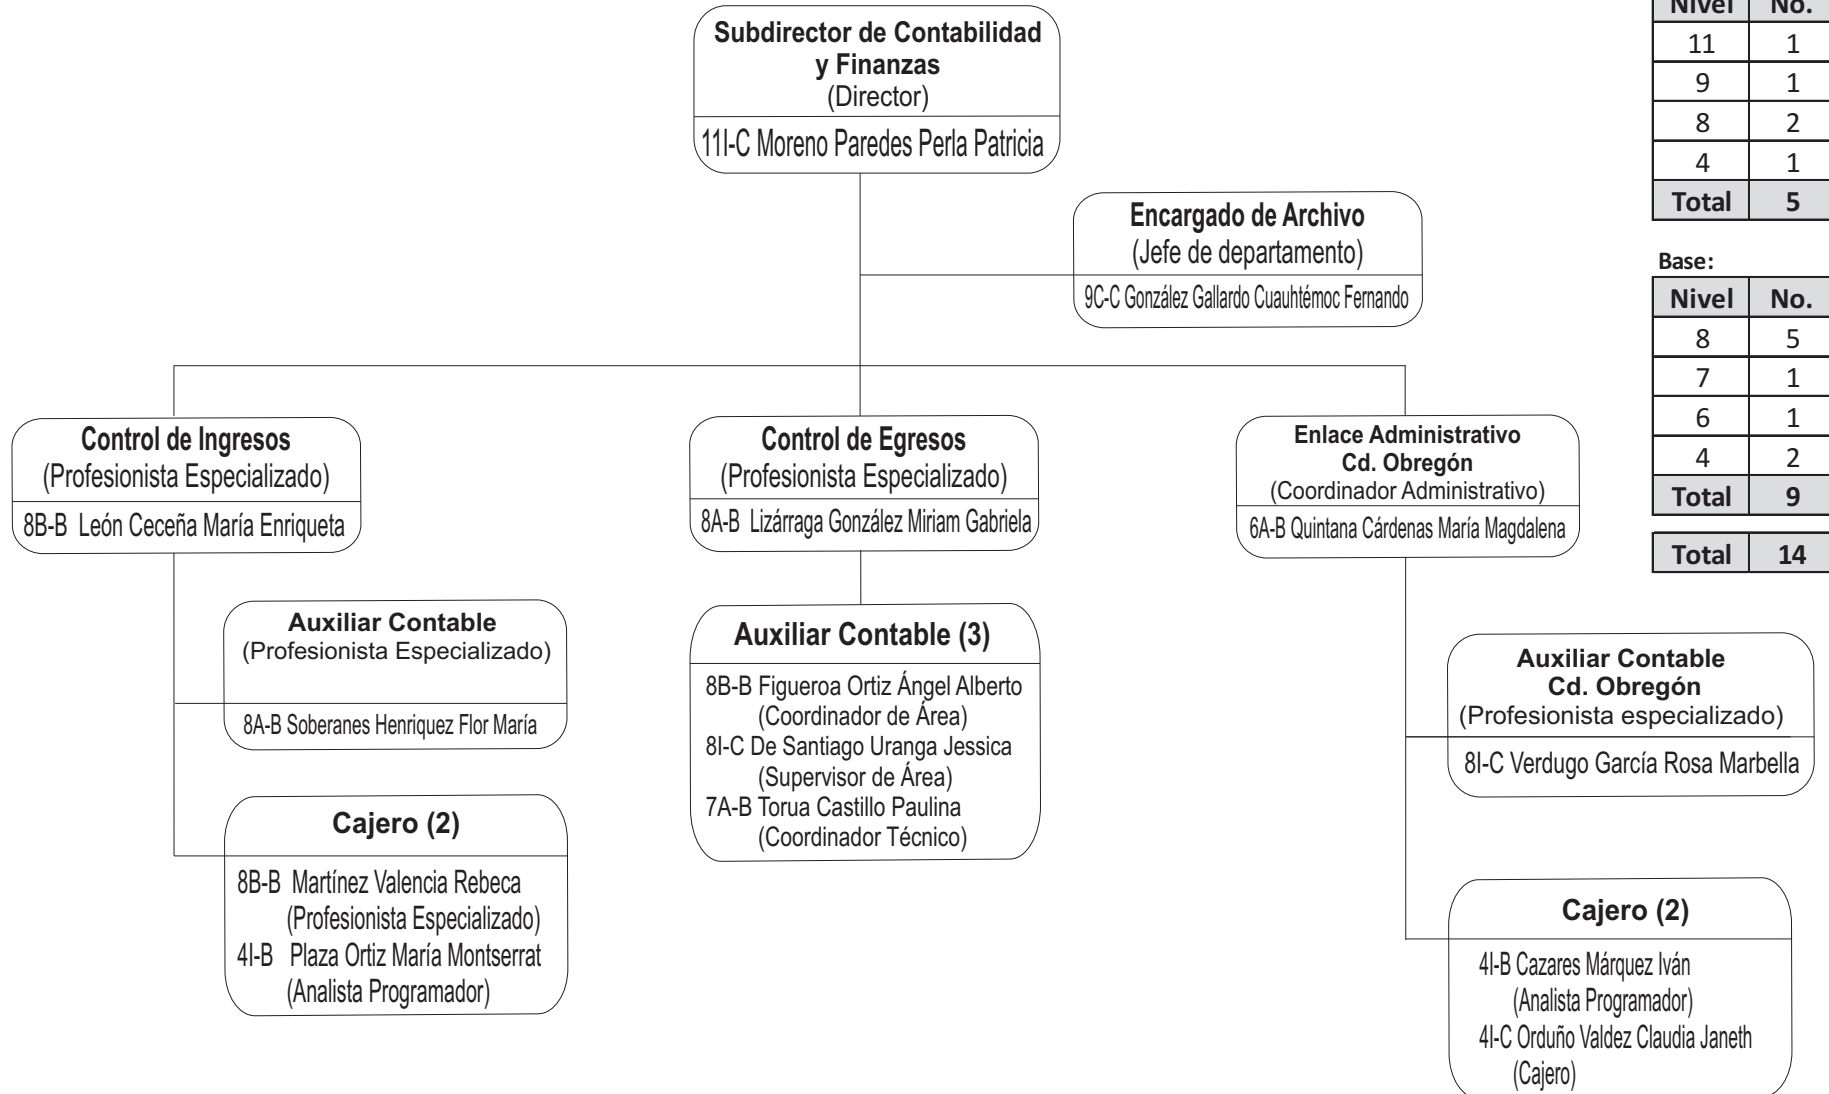 Subdirector de Contabilidad
y Finanzas
(Director)
11I-C Moreno Paredes Perla Patricia
Encargado de Archivo
(Jefe de departamento)
9C-C González Gallardo Cuauhtémoc Fernando
Control de Ingresos
(Profesionista Especializado)
8B-B León Ceceña María Enriqueta
Auxiliar Contable
(Profesionista Especializado)
8A-B Soberanes Henriquez Flor María
Cajero (2)
8B-B Martínez Valencia Rebeca
(Profesionista Especializado)
4I-B Plaza Ortiz María Montserrat
(Analista Programador)
Control de Egresos
(Profesionista Especializado)
8A-B Lizárraga González Miriam Gabriela
Auxiliar Contable (3)
8B-B Figueroa Ortiz Ángel Alberto
(Coordinador de Área)
8I-C De Santiago Uranga Jessica
(Supervisor de Área)
7A-B Torua Castillo Paulina
(Coordinador Técnico)
Enlace Administrativo
Cd. Obregón
(Coordinador Administrativo)
6A-B Quintana Cárdenas María Magdalena
Auxiliar Contable
Cd. Obregón
(Profesionista especializado)
8I-C Verdugo García Rosa Marbella
Cajero (2)
4I-B Cazares Márquez Iván
(Analista Programador)
4I-C Orduño Valdez Claudia Janeth
(Cajero)
Nivel No.
11 1
9 1
8 2
4 1
Total 5
Base:
Nivel No.
8 5
7 1
6 1
4 2
Total 9
Total 14